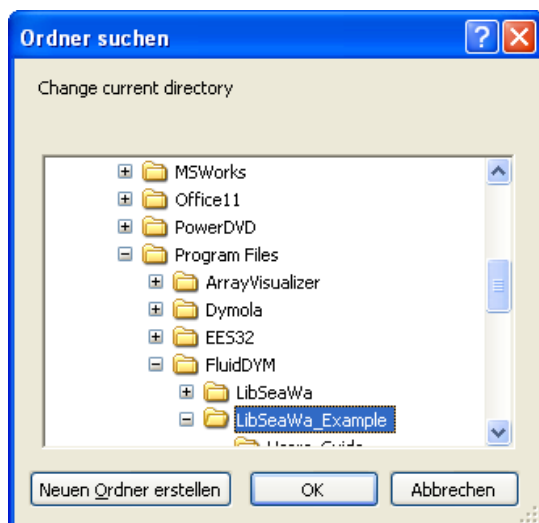 Ordner suchen
Change current directory
MSWorks
Office11
PowerDVD
Program Files
ArrayVisualizer
Dymola
EES32
FluidDYM
LibSeaWa
LibSeaWa_Example
Users_Guide
Neuen Ordner erstellen OK Abbrechen